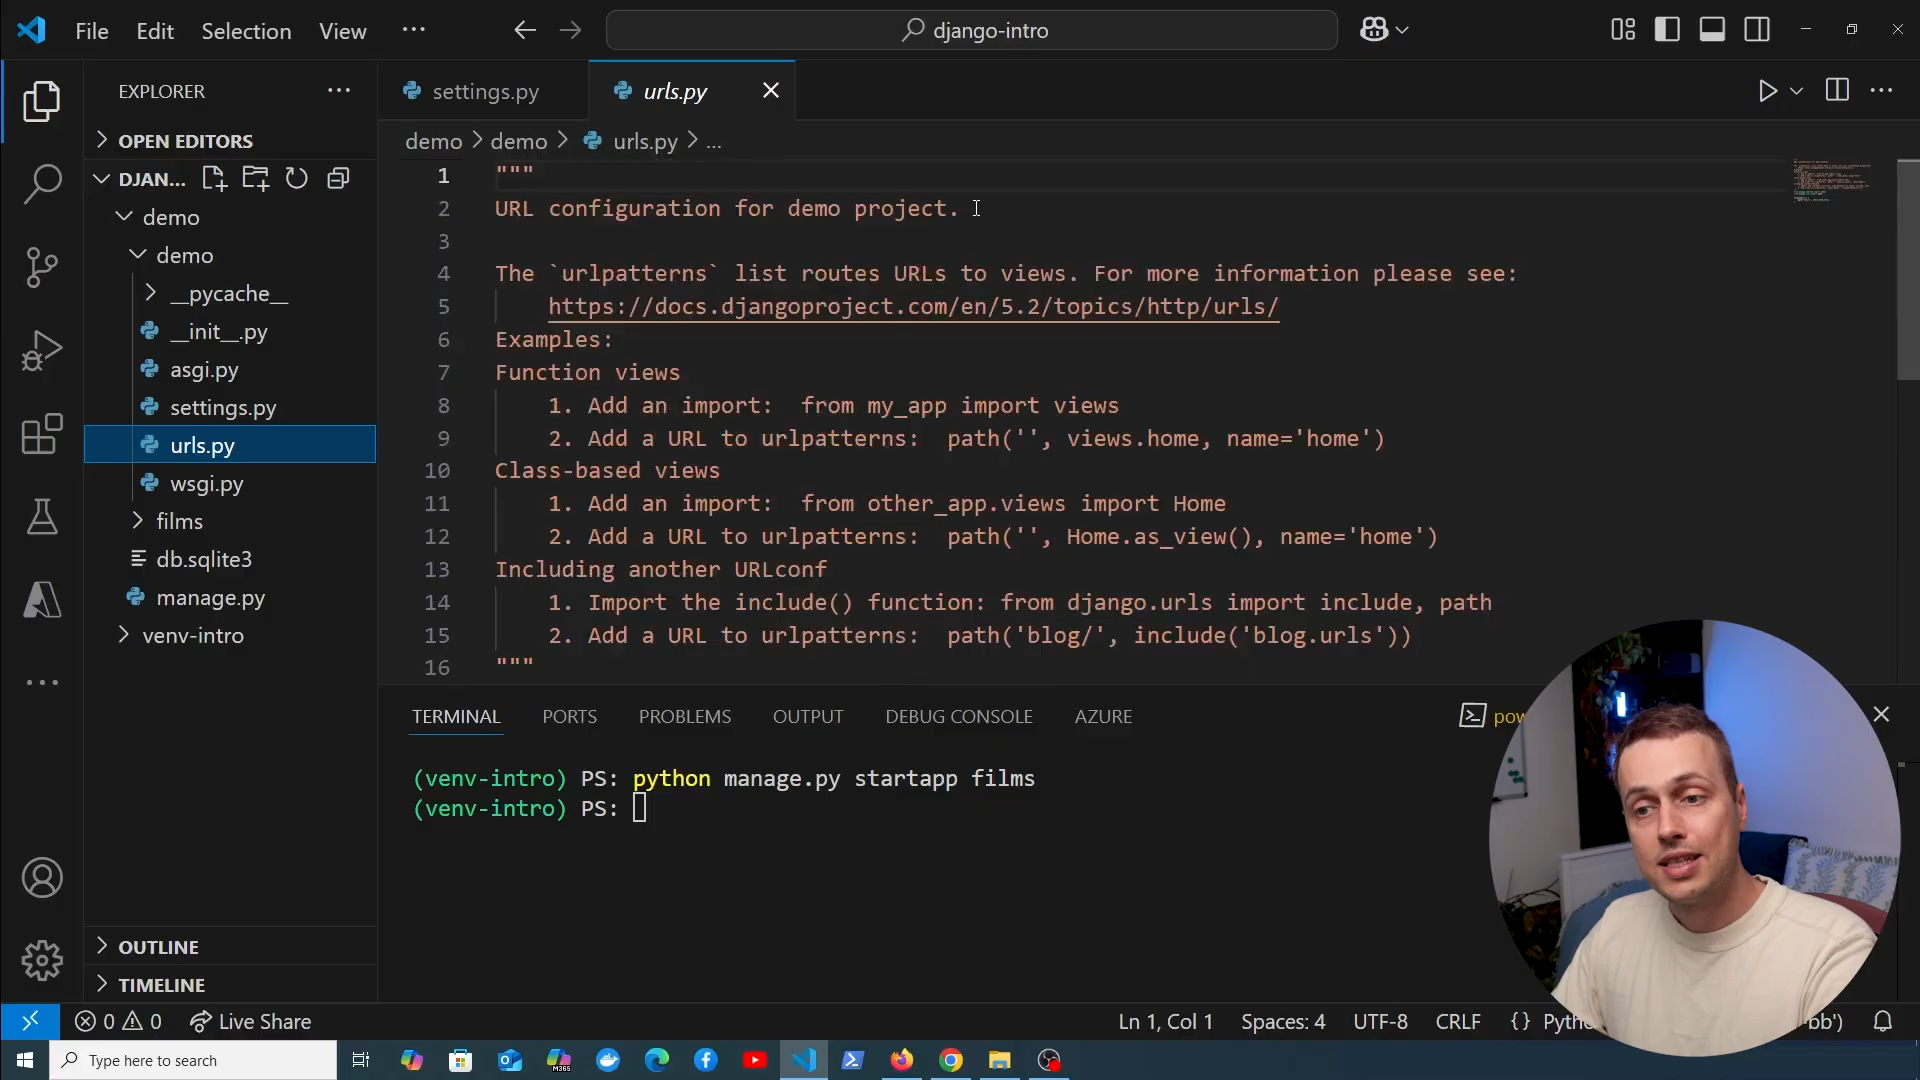 File Edit Selection View ··· django-intro
EXPLORER
OPEN EDITORS
DJAN...
demo
demo
__pycache__
__init__.py
asgi.py
settings.py
urls.py
wsgi.py
films
db.sqlite3
manage.py
venv-intro
OUTLINE
TIMELINE
settings.py urls.py
demo > demo > urls.py > ...
1 """
2 URL configuration for demo project.
3
4 The `urlpatterns` list routes URLs to views. For more information please see:
5 https://docs.djangoproject.com/en/5.2/topics/http/urls/
6 Examples:
7 Function views
8 1. Add an import:  from my_app import views
9 2. Add a URL to urlpatterns:  path('', views.home, name='home')
10 Class-based views
11 1. Add an import:  from other_app.views import Home
12 2. Add a URL to urlpatterns:  path('', Home.as_view(), name='home')
13 Including another URLconf
14 1. Import the include() function: from django.urls import include, path
15 2. Add a URL to urlpatterns:  path('blog/', include('blog.urls'))
16 """
TERMINAL PORTS PROBLEMS OUTPUT DEBUG CONSOLE AZURE
(venv-intro) PS: python manage.py startapp films
(venv-intro) PS:
0 0 Live Share Ln 1, Col 1 Spaces: 4 UTF-8 CRLF {}
Type here to search
M365